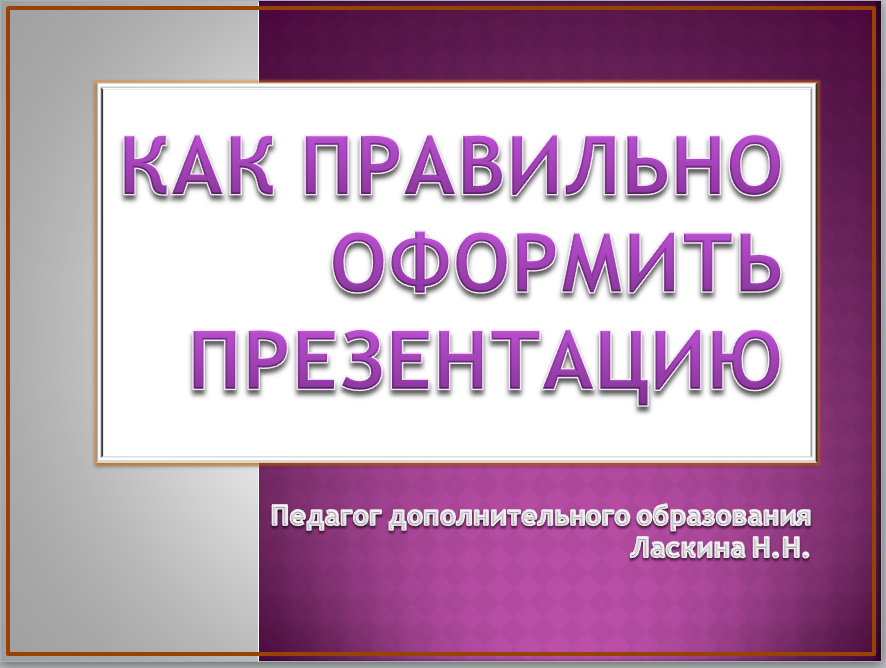 КАК ПРАВИЛЬНО
ОФОРМИТЬ
ПРЕЗЕНТАЦИЮ
Педагог дополнительного образования
Ласкина Н.Н.